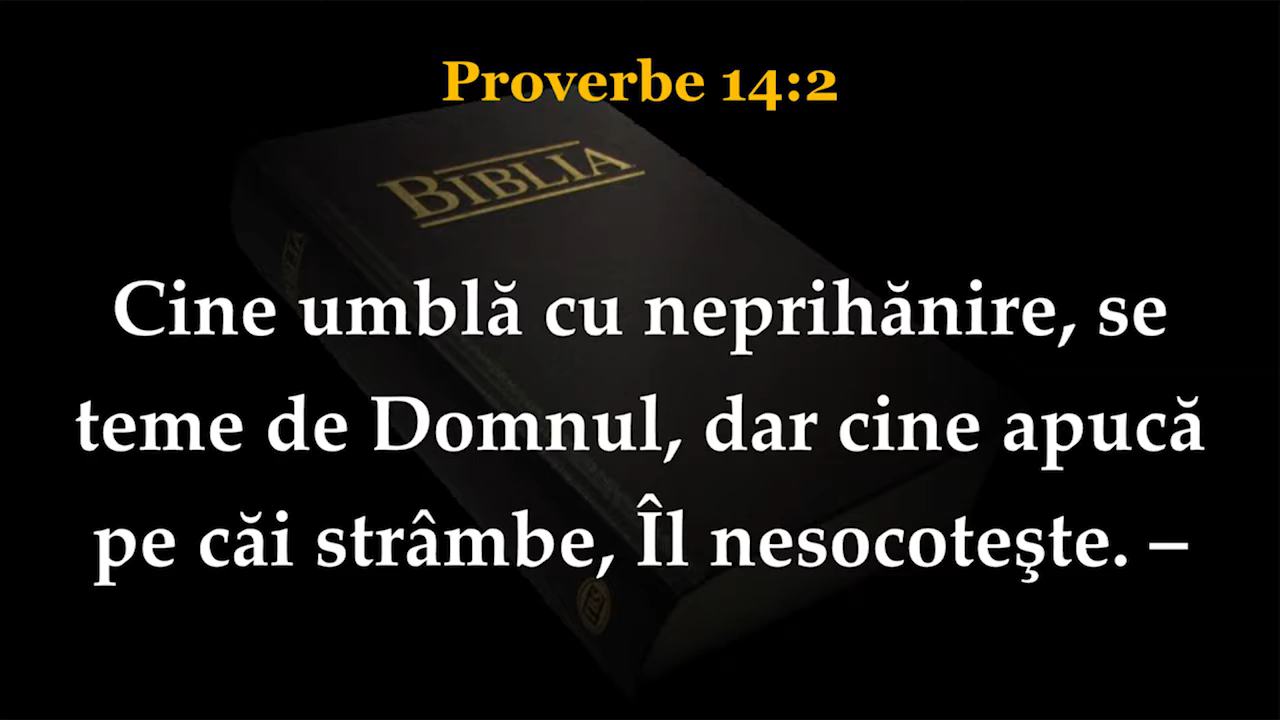 Proverbe 14:2
BIBLIA
Cine umblă cu neprihănire, se
teme de Domnul, dar cine apucă
pe căi strâmbe, Îl nesocoteşte. –